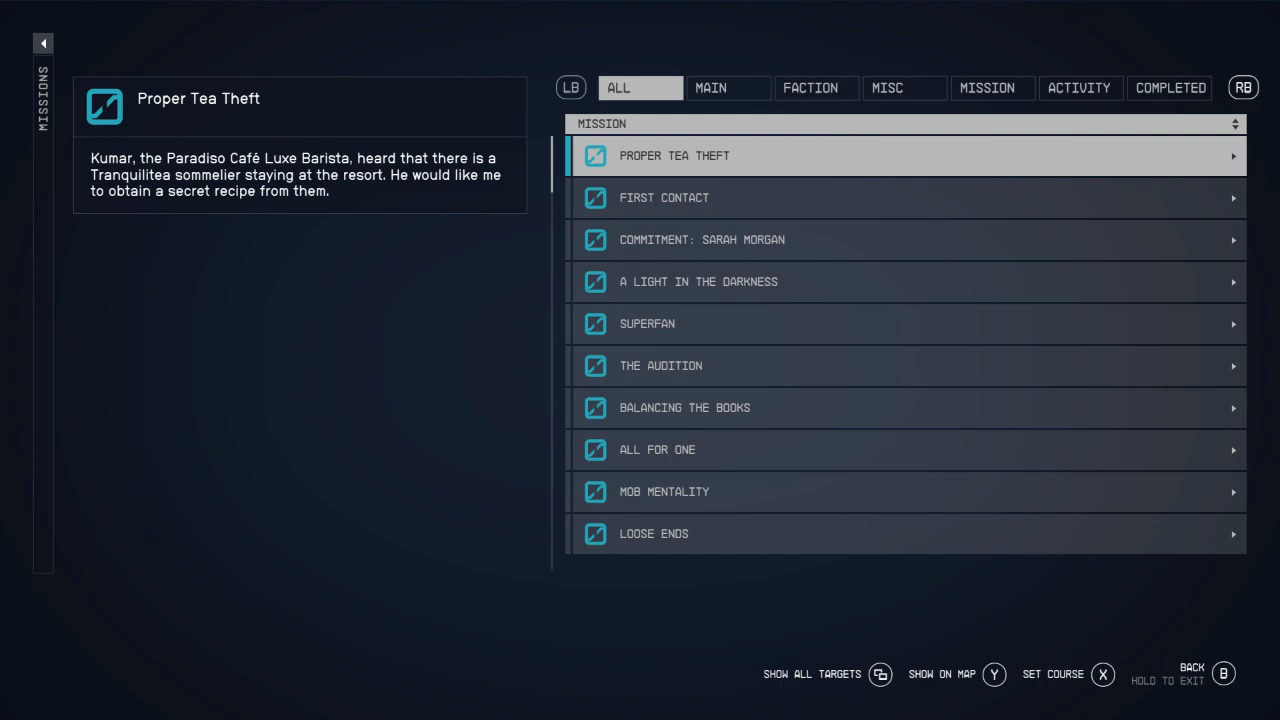 MISSIONS
Proper Tea Theft
Kumar, the Paradiso Café Luxe Barista, heard that there is a
Tranquilitea sommelier staying at the resort. He would like me
to obtain a secret recipe from them.
LB ALL MAIN FACTION MISC MISSION ACTIVITY COMPLETED RB
MISSION
PROPER TEA THEFT
FIRST CONTACT
COMMITMENT: SARAH MORGAN
A LIGHT IN THE DARKNESS
SUPERFAN
THE AUDITION
BALANCING THE BOOKS
ALL FOR ONE
MOB MENTALITY
LOOSE ENDS
SHOW ALL TARGETS SHOW ON MAP Y SET COURSE X BACK B
HOLD TO EXIT